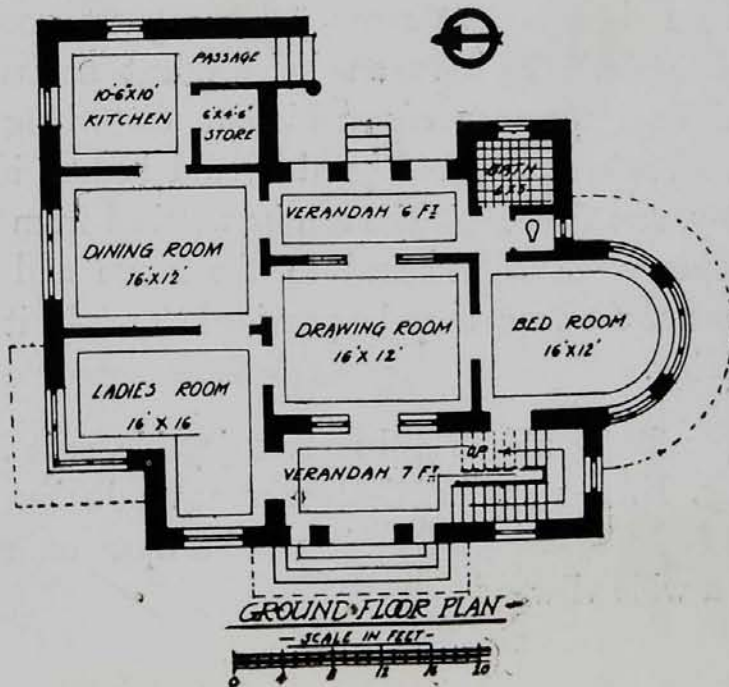 PASSAGE
10'-6"X10'
KITCHEN
6'X4'-6"
STORE
BATH
6X5
VERANDAH 6 FT
DINING ROOM
16'X12'
DRAWING ROOM
16'X 12'
BED ROOM
16'X12'
LADIES ROOM
16' X 16
UP
VERANDAH 7 FT
GROUND FLOOR PLAN
- SCALE IN FEET -
0 4 8 12 16 20